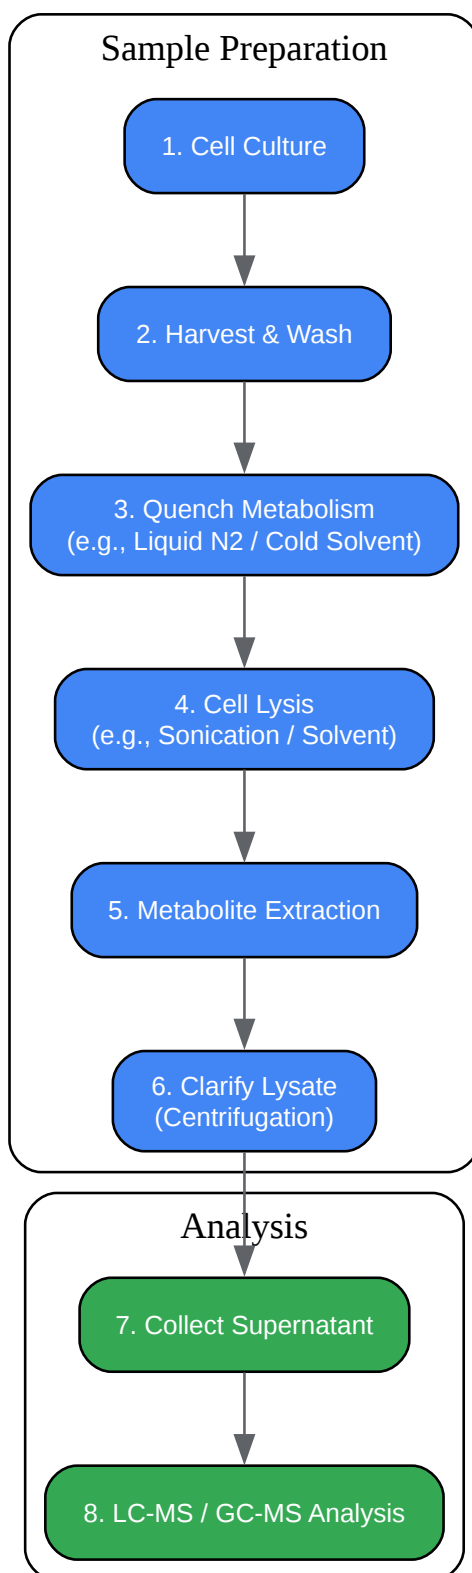 Sample Preparation
1. Cell Culture
2. Harvest & Wash
3. Quench Metabolism
(e.g., Liquid N2 / Cold Solvent)
4. Cell Lysis
(e.g., Sonication / Solvent)
5. Metabolite Extraction
6. Clarify Lysate
(Centrifugation)
Analysis
7. Collect Supernatant
8. LC-MS / GC-MS Analysis